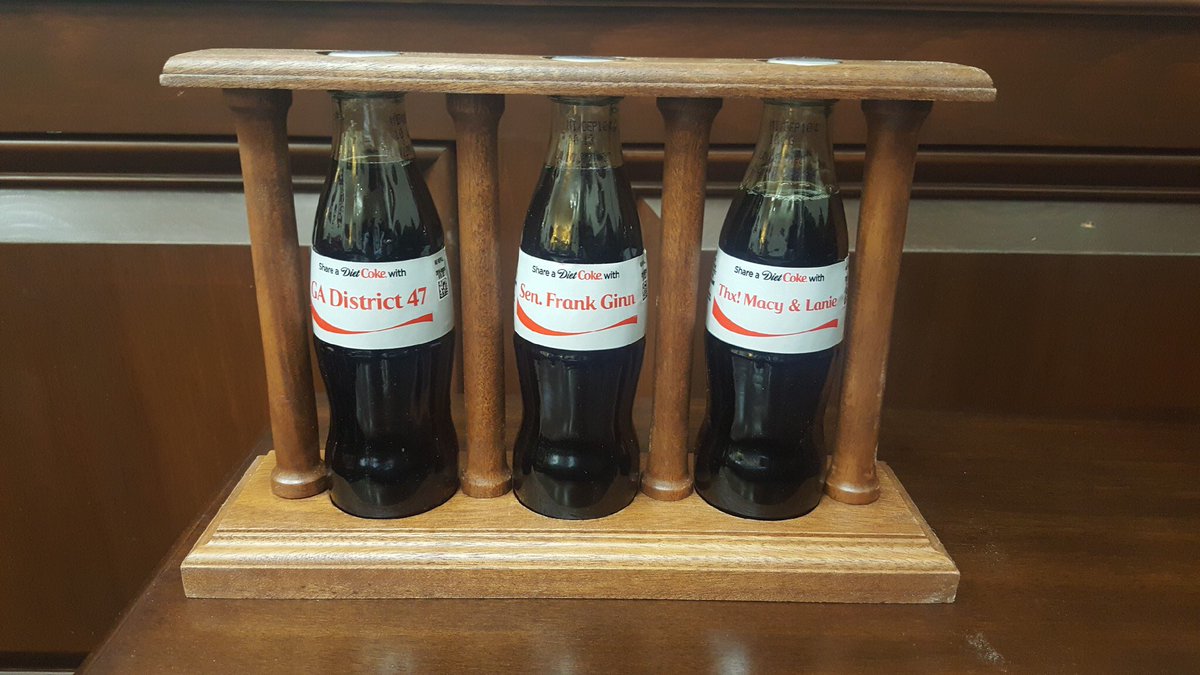 Share a Diet Coke with
GA District 47
Share a Diet Coke with
Sen. Frank Ginn
Share a Diet Coke with
Thx! Macy & Lanie